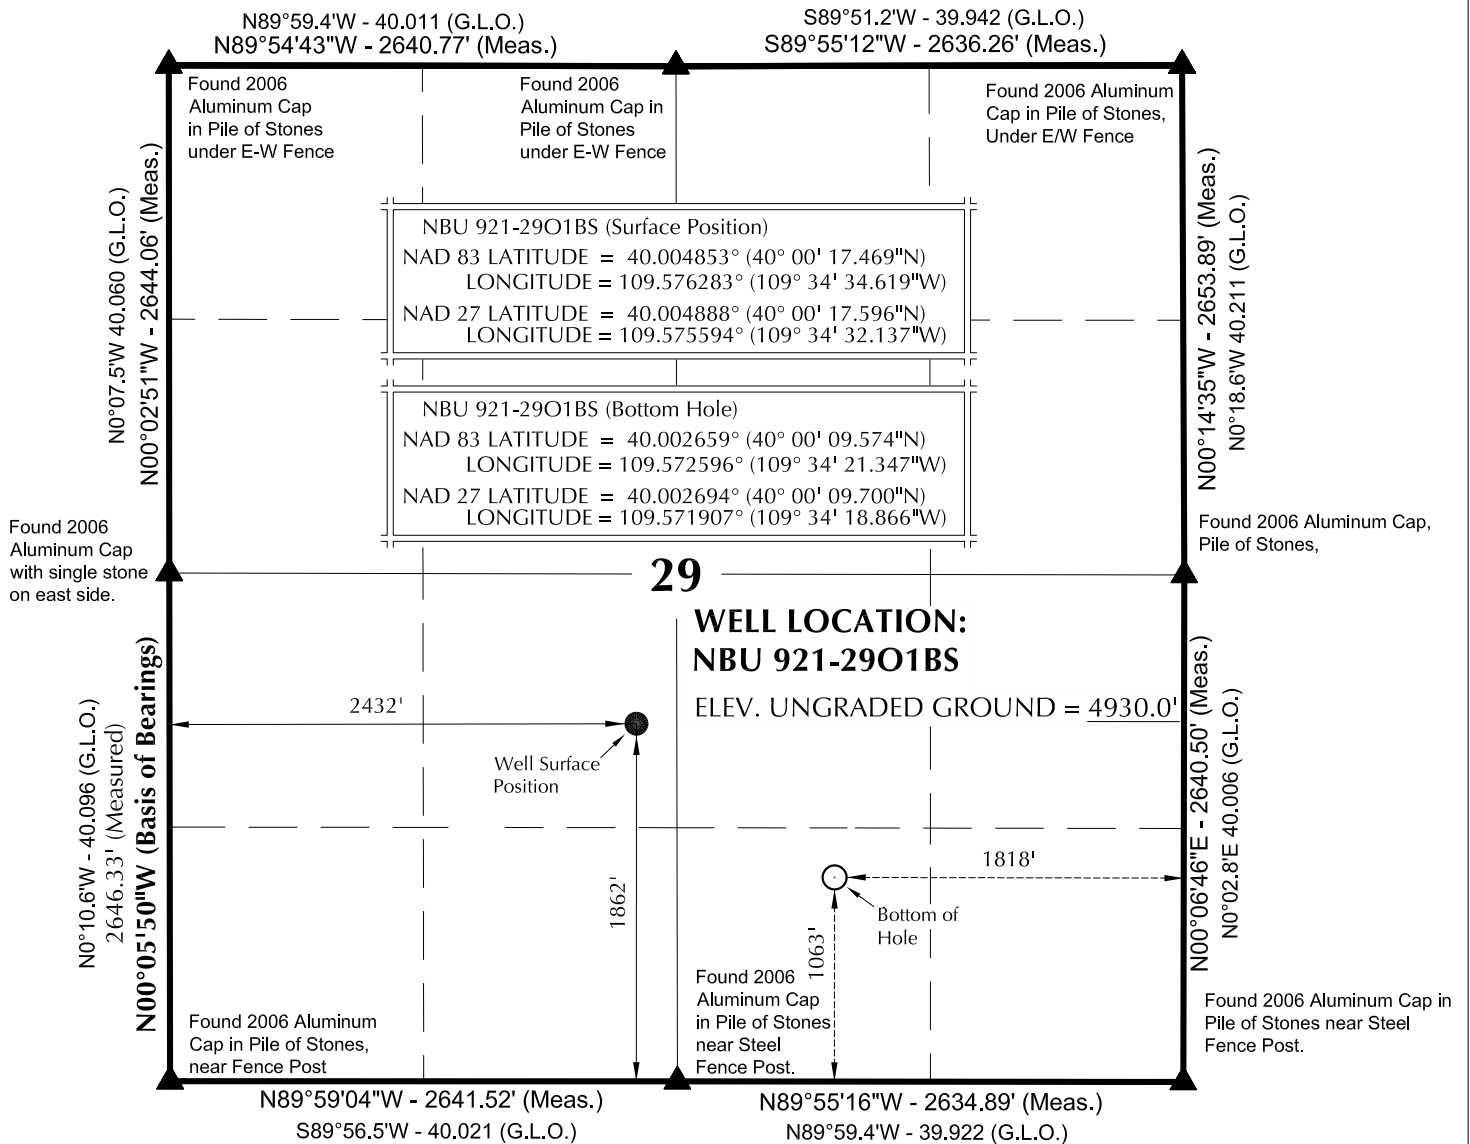 N89°59.4'W - 40.011 (G.L.O.)
N89°54'43"W - 2640.77' (Meas.)
S89°51.2'W - 39.942 (G.L.O.)
S89°55'12"W - 2636.26' (Meas.)
Found 2006
Aluminum Cap
in Pile of Stones
under E-W Fence
Found 2006
Aluminum Cap in
Pile of Stones
under E-W Fence
Found 2006 Aluminum
Cap in Pile of Stones,
Under E/W Fence
N0°07.5'W 40.060 (G.L.O.)
N00°02'51"W - 2644.06' (Meas.)
NBU 921-29O1BS (Surface Position)
NAD 83 LATITUDE = 40.004853° (40° 00' 17.469"N)
LONGITUDE = 109.576283° (109° 34' 34.619"W)
NAD 27 LATITUDE = 40.004888° (40° 00' 17.596"N)
LONGITUDE = 109.575594° (109° 34' 32.137"W)
NBU 921-29O1BS (Bottom Hole)
NAD 83 LATITUDE = 40.002659° (40° 00' 09.574"N)
LONGITUDE = 109.572596° (109° 34' 21.347"W)
NAD 27 LATITUDE = 40.002694° (40° 00' 09.700"N)
LONGITUDE = 109.571907° (109° 34' 18.866"W)
N00°14'35"W - 2653.89' (Meas.)
N0°18.6'W 40.211 (G.L.O.)
Found 2006
Aluminum Cap
with single stone
on east side.
Found 2006 Aluminum Cap,
Pile of Stones,
29
WELL LOCATION:
NBU 921-29O1BS
ELEV. UNGRADED GROUND = 4930.0'
2432'
Well Surface
Position
1862'
1818'
Bottom of
Hole
1063'
N0°10.6'W - 40.096 (G.L.O.)
2646.33' (Measured)
N00°05'50"W (Basis of Bearings)
N00°06'46"E - 2640.50' (Meas.)
N0°02.8'E 40.006 (G.L.O.)
Found 2006 Aluminum
Cap in Pile of Stones,
near Fence Post
Found 2006
Aluminum Cap
in Pile of Stones
near Steel
Fence Post.
Found 2006 Aluminum Cap in
Pile of Stones near Steel
Fence Post.
N89°59'04"W - 2641.52' (Meas.)
S89°56.5'W - 40.021 (G.L.O.)
N89°55'16"W - 2634.89' (Meas.)
N89°59.4'W - 39.922 (G.L.O.)